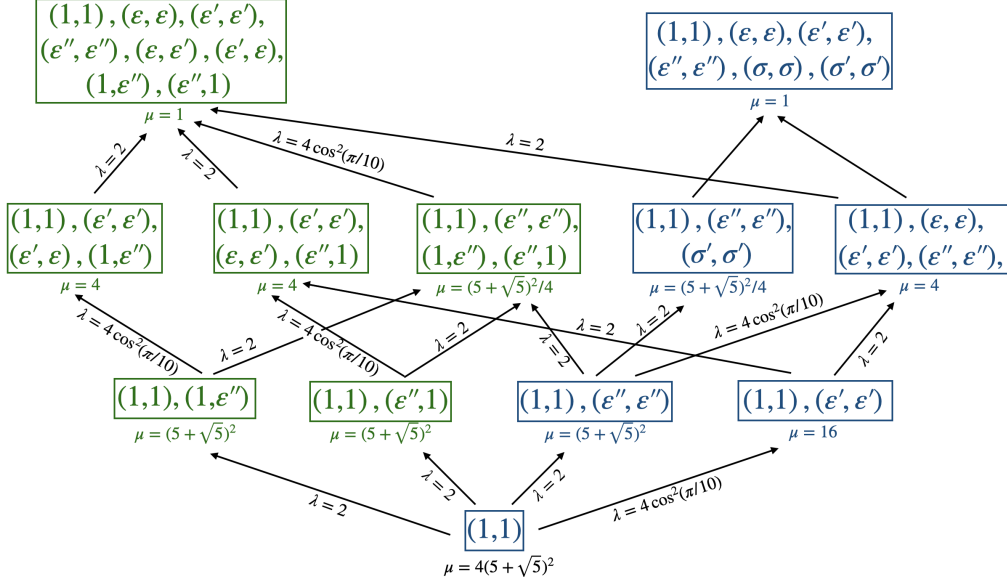 (1,1) , (ε, ε), (ε′, ε′),
(ε′′, ε′′) , (ε, ε′) , (ε′, ε),
(1,ε′′) , (ε′′,1)
μ = 1
(1,1) , (ε, ε), (ε′, ε′),
(ε′′, ε′′) , (σ, σ) , (σ′, σ′)
μ = 1
λ = 2
λ = 2
λ = 4 cos²(π/10)
λ = 2
(1,1) , (ε′, ε′),
(ε′, ε) , (1,ε′′)
μ = 4
(1,1) , (ε′, ε′),
(ε, ε′) , (ε′′,1)
μ = 4
(1,1) , (ε′′, ε′′),
(1,ε′′) , (ε′′,1)
μ = (5 + √5)²/4
(1,1) , (ε′′, ε′′),
(σ′, σ′)
μ = (5 + √5)²/4
(1,1) , (ε, ε),
(ε′, ε′), (ε′′, ε′′),
μ = 4
λ = 4 cos²(π/10)
λ = 2
λ = 4 cos²(π/10)
λ = 2
λ = 2
λ = 2
λ = 2
λ = 4 cos²(π/10)
λ = 2
(1,1), (1,ε′′)
μ = (5 + √5)²
(1,1) , (ε′′,1)
μ = (5 + √5)²
(1,1) , (ε′′, ε′′)
μ = (5 + √5)²
(1,1) , (ε′, ε′)
μ = 16
λ = 2
λ = 2
λ = 2
λ = 4 cos²(π/10)
(1,1)
μ = 4(5 + √5)²